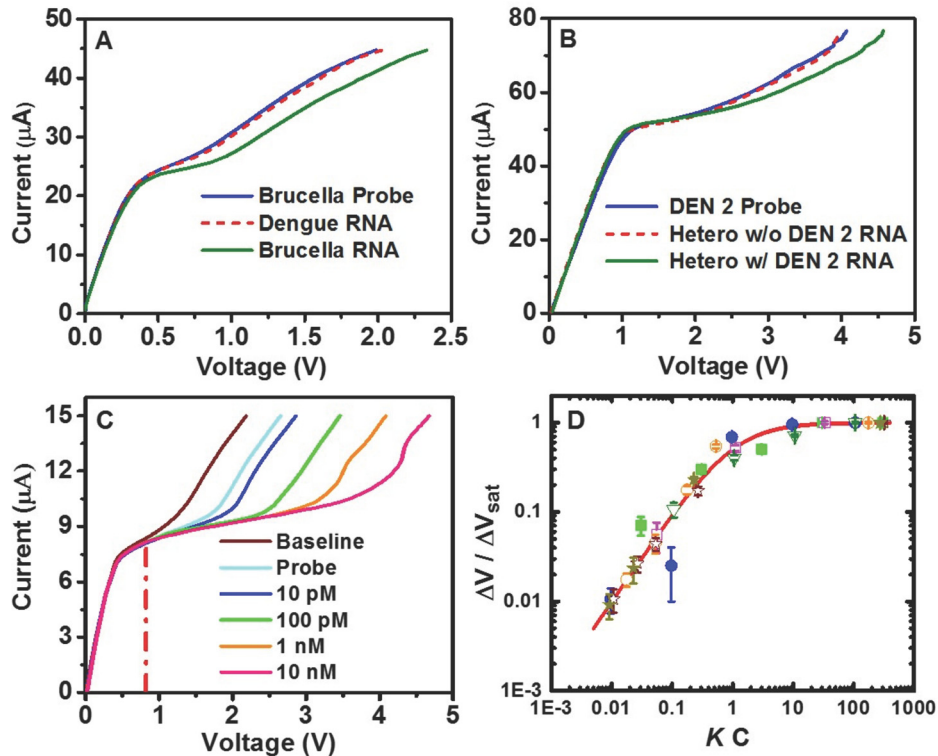 A
Current (μA)
50
40
30
20
10
0
Brucella Probe
Dengue RNA
Brucella RNA
0.0 0.5 1.0 1.5 2.0 2.5
Voltage (V)
B
Current (μA)
80
60
40
20
0
DEN 2 Probe
Hetero w/o DEN 2 RNA
Hetero w/ DEN 2 RNA
0 1 2 3 4 5
Voltage (V)
C
Current (μA)
15
12
9
6
3
0
Baseline
Probe
10 pM
100 pM
1 nM
10 nM
0 1 2 3 4 5
Voltage (V)
D
ΔV / ΔVsat
1
0.1
0.01
1E-3
1E-3 0.01 0.1 1 10 100 1000
K C